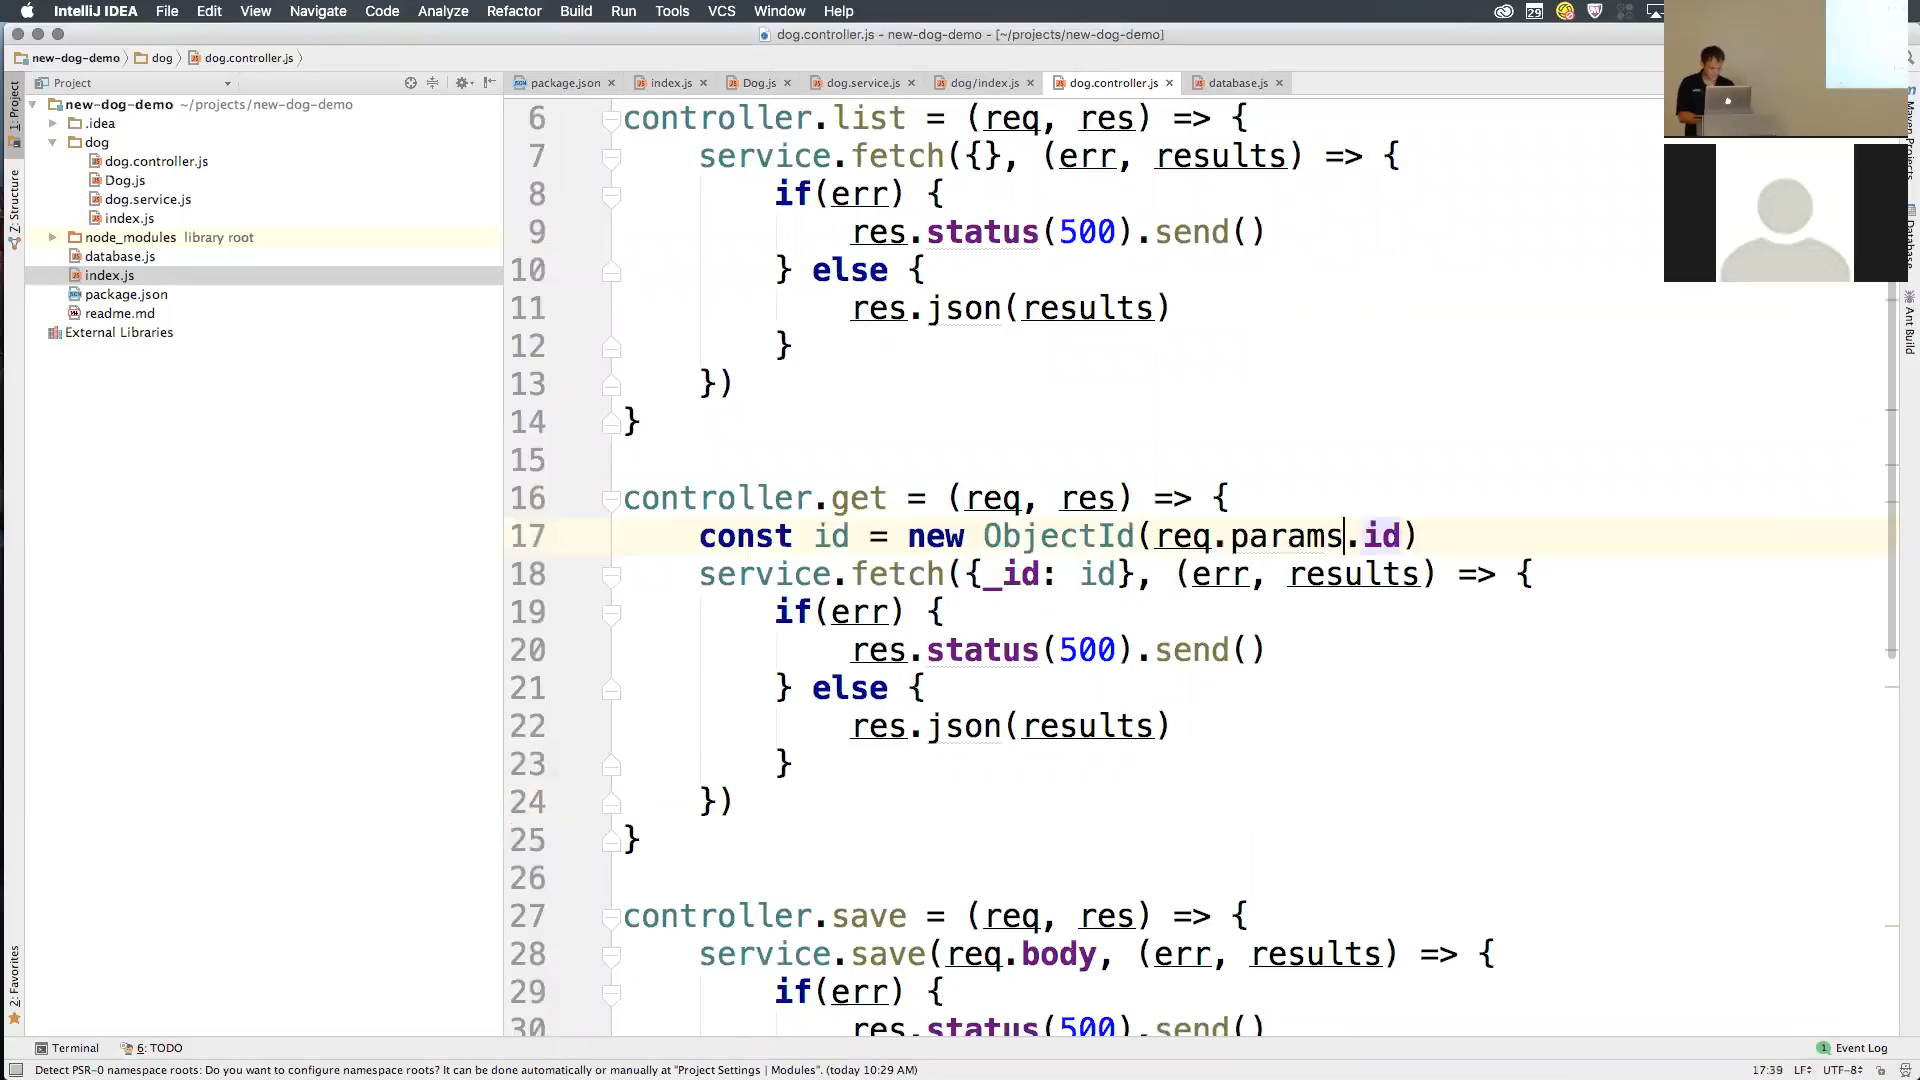 IntelliJ IDEA File Edit View Navigate Code Analyze Refactor Build Run Tools VCS Window Help 29
dog.controller.js - new-dog-demo - [~/projects/new-dog-demo]
new-dog-demo dog dog.controller.js
1: Project
Project
package.json index.js Dog.js dog.service.js dog/index.js dog.controller.js database.js
new-dog-demo ~/projects/new-dog-demo
.idea
dog
dog.controller.js
Dog.js
dog.service.js
index.js
node_modules library root
database.js
index.js
package.json
readme.md
External Libraries
Z: Structure
2: Favorites
6 controller.list = (req, res) => {
7 service.fetch({}, (err, results) => {
8 if(err) {
9 res.status(500).send()
10 } else {
11 res.json(results)
12 }
13 })
14 }
15
16 controller.get = (req, res) => {
17 const id = new ObjectId(req.params.id)
18 service.fetch({_id: id}, (err, results) => {
19 if(err) {
20 res.status(500).send()
21 } else {
22 res.json(results)
23 }
24 })
25 }
26
27 controller.save = (req, res) => {
28 service.save(req.body, (err, results) => {
29 if(err) {
30 res.status(500).send()
Database
Ant Build
Terminal 6: TODO 1 Event Log
Detect PSR-0 namespace roots: Do you want to configure namespace roots? It can be done automatically or manually at "Project Settings | Modules". (today 10:29 AM) 17:39 LF UTF-8